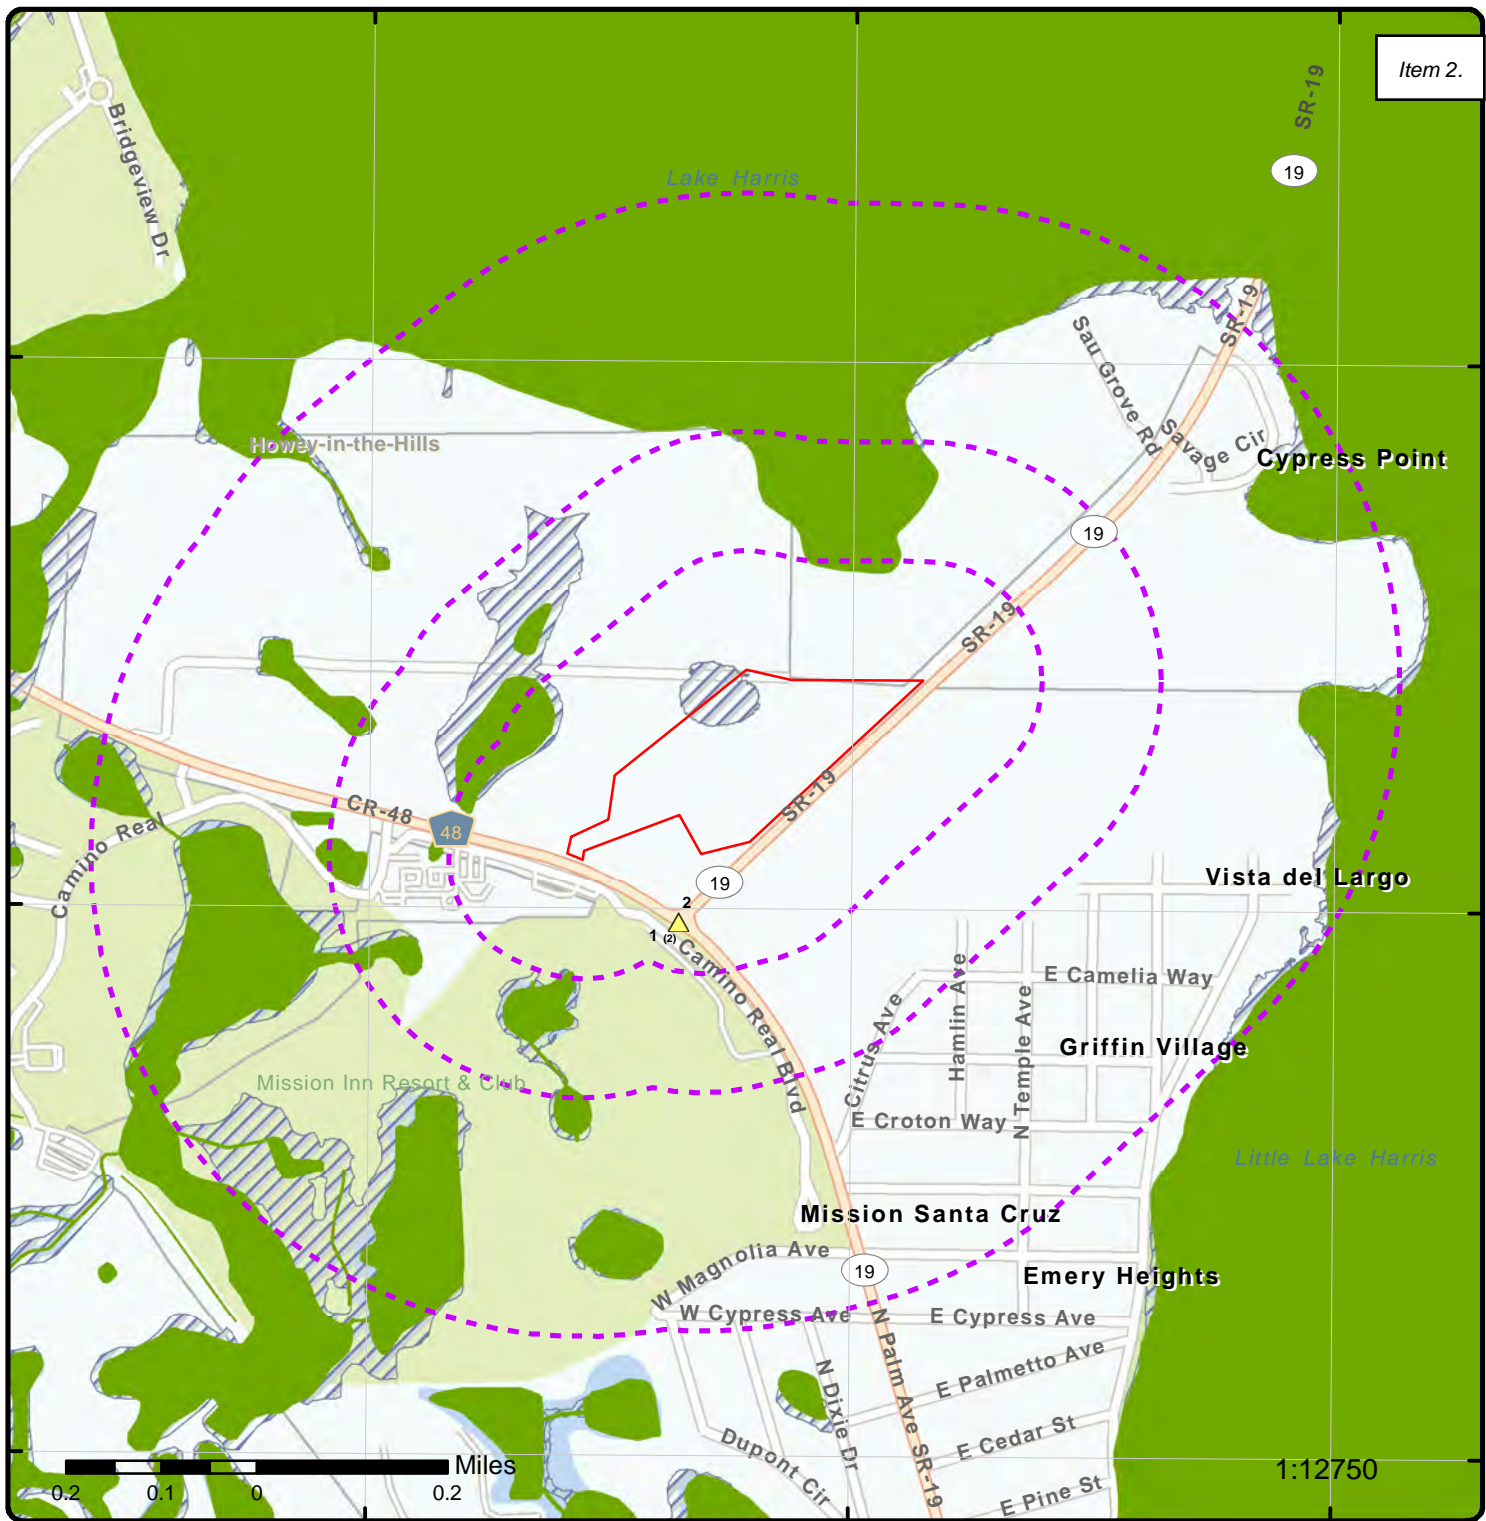 Item 2.
SR-19
19
Bridgeview Dr
Lake Harris
SR-19
Sau Grove Rd
Savage Cir
Howey-in-the-Hills
Cypress Point
19
SR-19
CR-48
48
SR-19
Camino Real
19
2
1 (2)
Vista del Largo
Camino Real Blvd
E Camelia Way
Hamlin Ave
Citrus Ave
N Temple Ave
Griffin Village
Mission Inn Resort & Club
E Croton Way
Little Lake Harris
Mission Santa Cruz
W Magnolia Ave
19
Emery Heights
W Cypress Ave
E Cypress Ave
N Palm Ave SR-19
E Palmetto Ave
N Dixie Dr
Dupont Cir
E Cedar St
E Pine St
Miles
0.2 0.1 0 0.2
1:12750